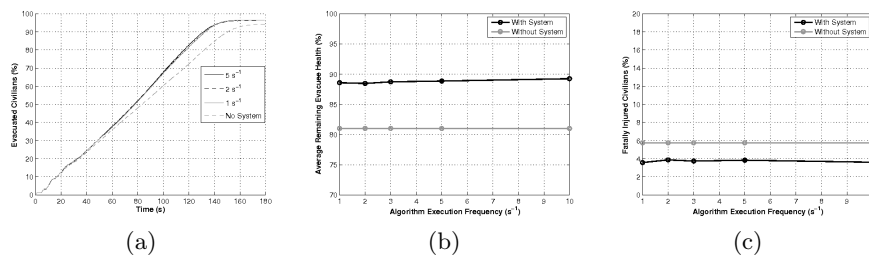 100
90
80
70
60
50
40
30
20
10
0
Evacuated Civilians (%)
5 s⁻¹
2 s⁻¹
1 s⁻¹
No System
0 20 40 60 80 100 120 140 160 180
Time (s)
(a)
100
95
90
85
80
75
70
Average Remaining Evacuee Health (%)
With System
Without System
1 2 3 4 5 6 7 8 9 10
Algorithm Execution Frequency (s⁻¹)
(b)
20
18
16
14
12
10
8
6
4
2
0
Fatally Injured Civilians (%)
With System
Without System
1 2 3 4 5 6 7 8 9
Algorithm Execution Frequency (s⁻¹)
(c)